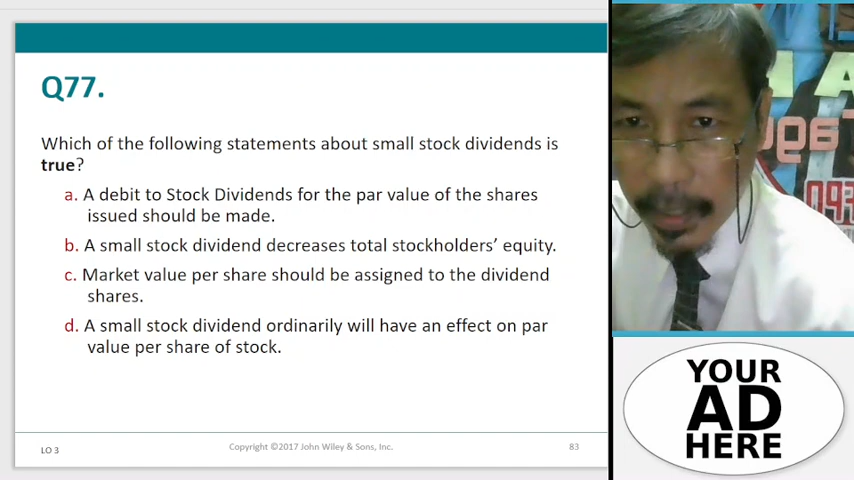 Q77.
Which of the following statements about small stock dividends is
true?
a. A debit to Stock Dividends for the par value of the shares
issued should be made.
b. A small stock dividend decreases total stockholders’ equity.
c. Market value per share should be assigned to the dividend
shares.
d. A small stock dividend ordinarily will have an effect on par
value per share of stock.
LO 3
Copyright ©2017 John Wiley & Sons, Inc.
83
YOUR
AD
HERE